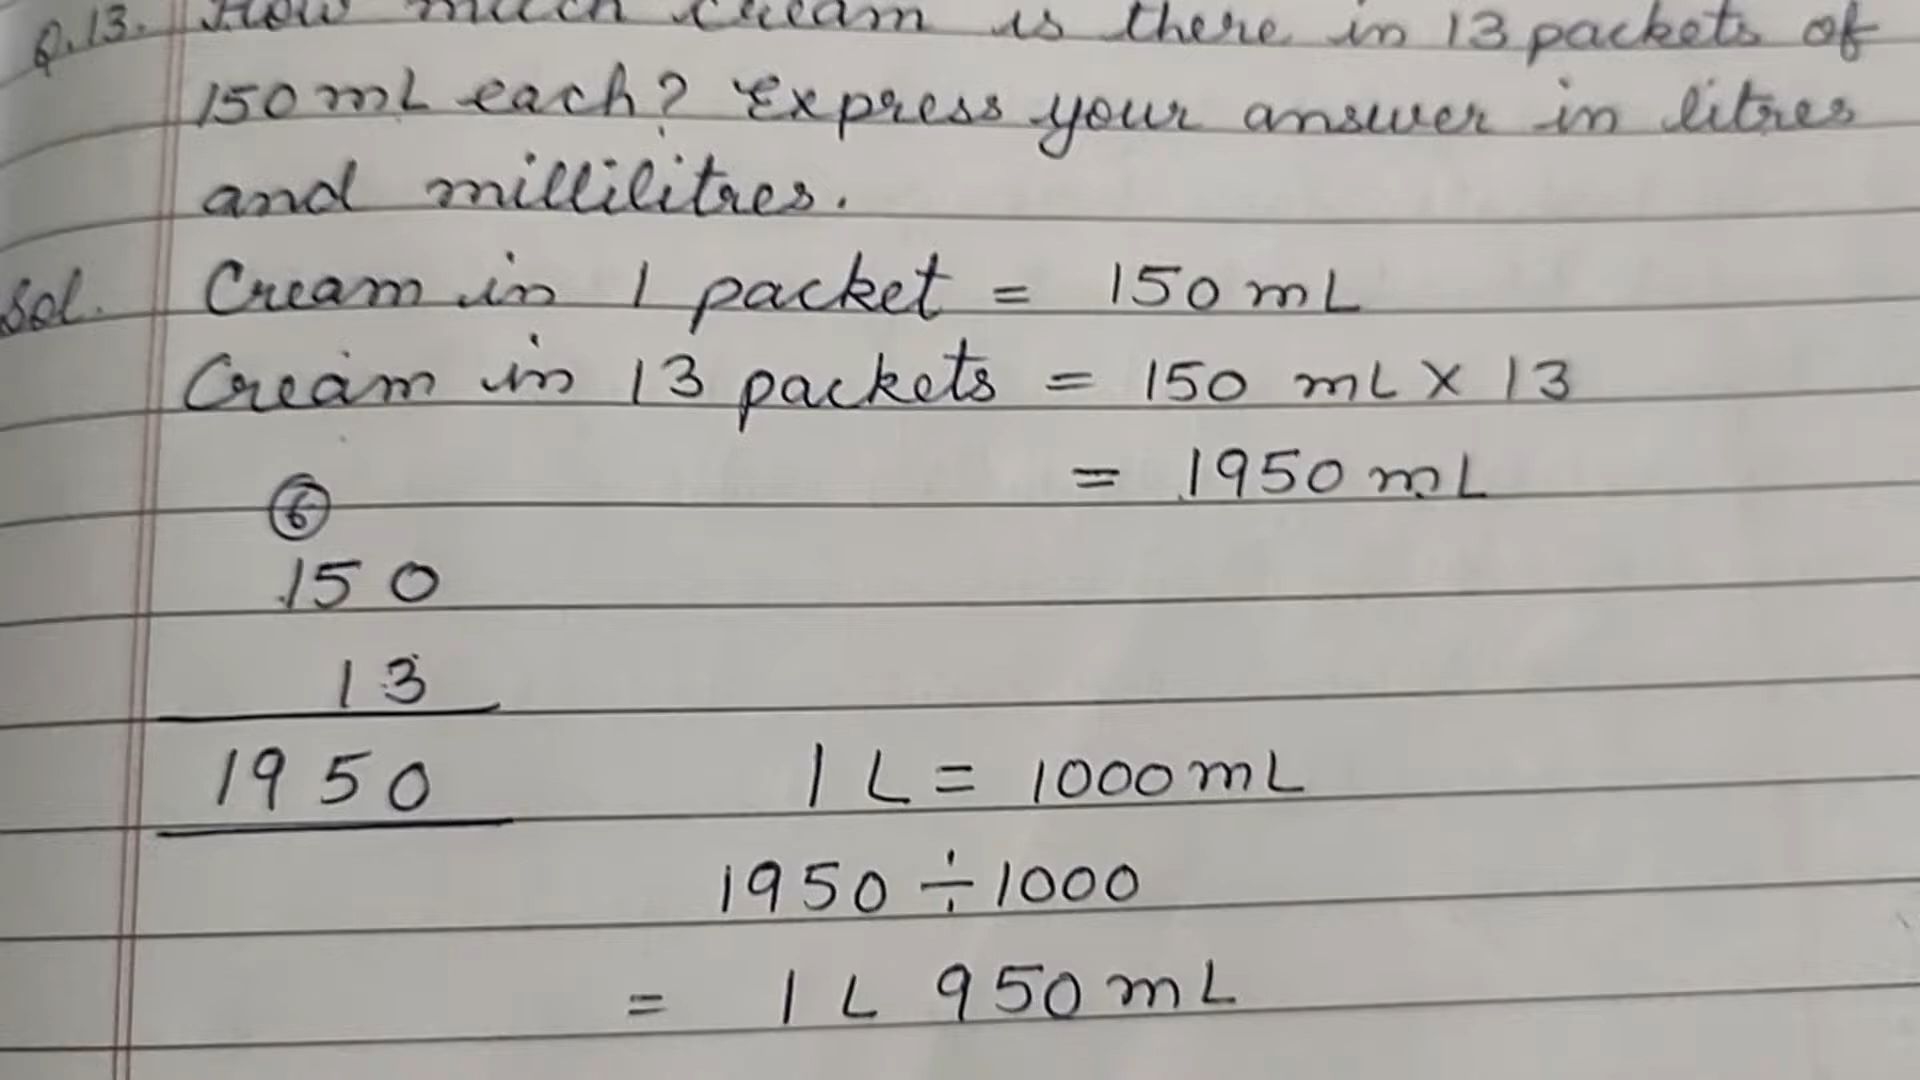 Q.13. How much cream is there in 13 packets of
150 mL each? Express your answer in litres
and millilitres.
Sol. Cream in 1 packet = 150 mL
Cream in 13 packets = 150 mL × 13
= 1950 mL
150
13
1950
1 L = 1000 mL
1950 ÷ 1000
= 1 L 950 mL